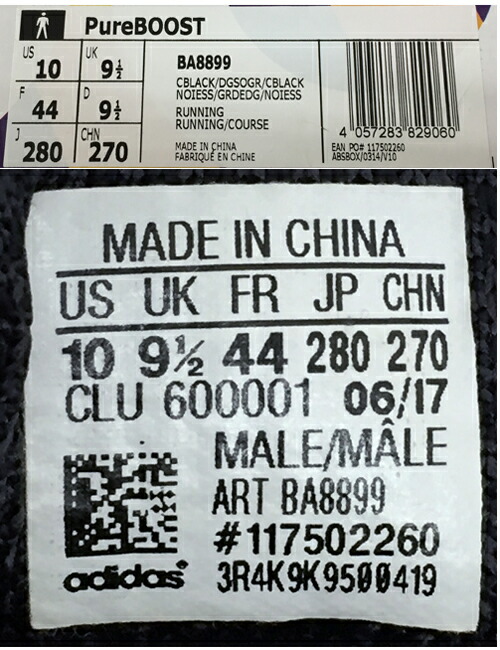 PureBOOST
US 10 UK 9½
F 44 D 9½
J 280 CHN 270
BA8899
CBLACK/DGSOGR/CBLACK
NOIESS/GRDEDG/NOIESS
RUNNING
RUNNING/COURSE
MADE IN CHINA
FABRIQUÉ EN CHINE
4 057283 829060
EAN PO# 117502260
ABSBOX/0314/V10
MADE IN CHINA
US UK FR JP CHN
10 9½ 44 280 270
CLU 600001 06/17
MALE/MÂLE
ART BA8899
#117502260
adidas® 3R4K9K9500419